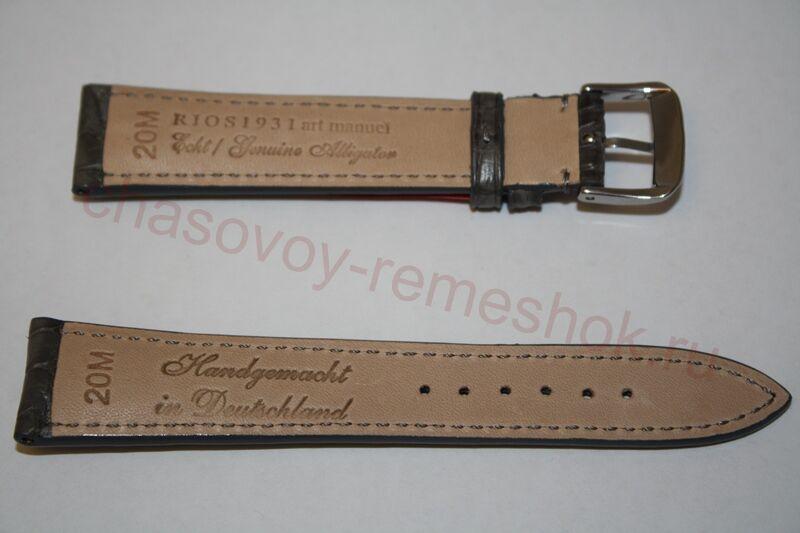 20M
RIOS1931 art manuel
Echt / Genuine Alligator
chasovoy-remeshok.ru
20M
Handgemacht
in Deutschland